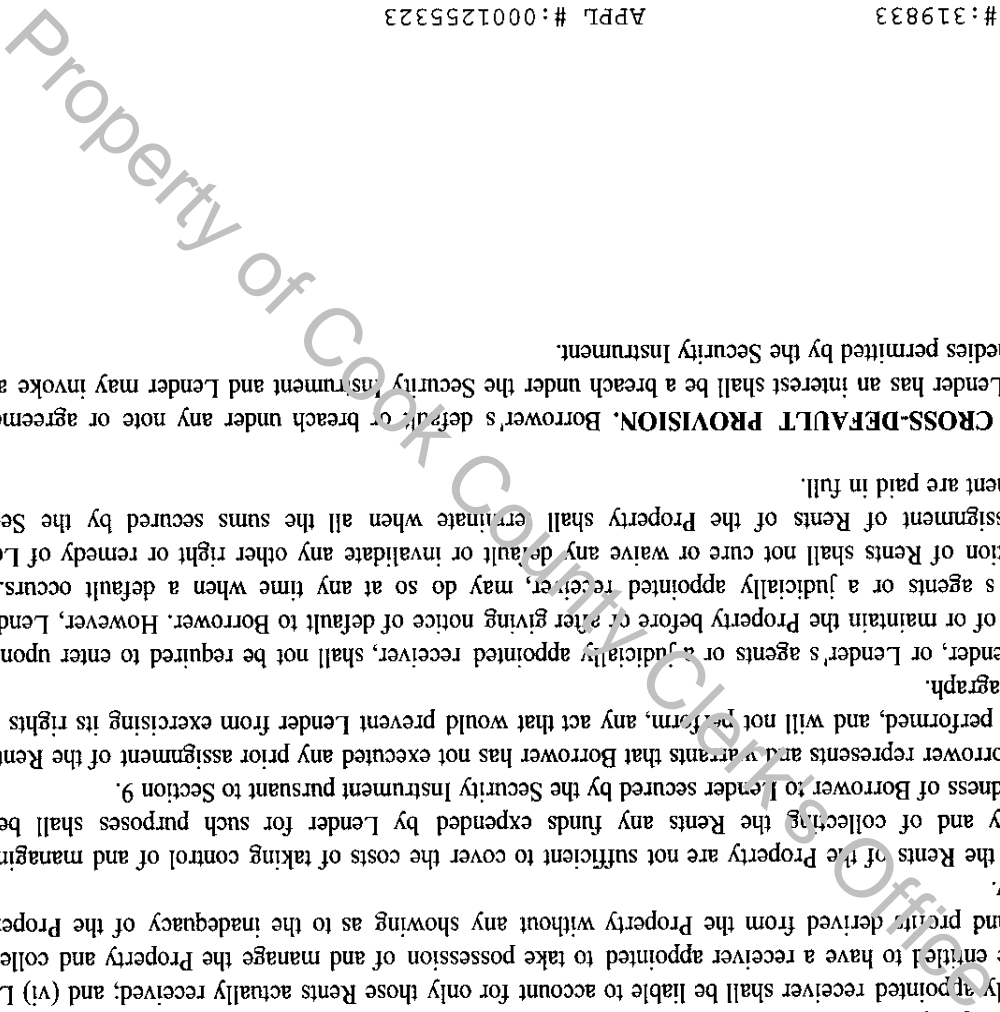 ly appointed receiver shall be liable to account for only those Rents actually received; and (vi) L
e entitled to have a receiver appointed to take possession of and manage the Property and colle
and profits derived from the Property without any showing as to the inadequacy of the Prope
y.
the Rents of the Property are not sufficient to cover the costs of taking control of and managin
y and of collecting the Rents any funds expended by Lender for such purposes shall be
dness of Borrower to Lender secured by the Security Instrument pursuant to Section 9.
orrower represents and warrants that Borrower has not executed any prior assignment of the Rent
performed, and will not perform, any act that would prevent Lender from exercising its rights
agraph.
ender, or Lender's agents or a judicially appointed receiver, shall not be required to enter upon
of or maintain the Property before or after giving notice of default to Borrower. However, Lend
s agents or a judicially appointed receiver, may do so at any time when a default occurs.
tion of Rents shall not cure or waive any default or invalidate any other right or remedy of Le
ssignment of Rents of the Property shall terminate when all the sums secured by the Se
ment are paid in full.
CROSS-DEFAULT PROVISION. Borrower's default or breach under any note or agreeme
Lender has an interest shall be a breach under the Security Instrument and Lender may invoke a
nedies permitted by the Security Instrument.
#:319833 APPL #:0001255323
Property of Cook County Clerk's Office